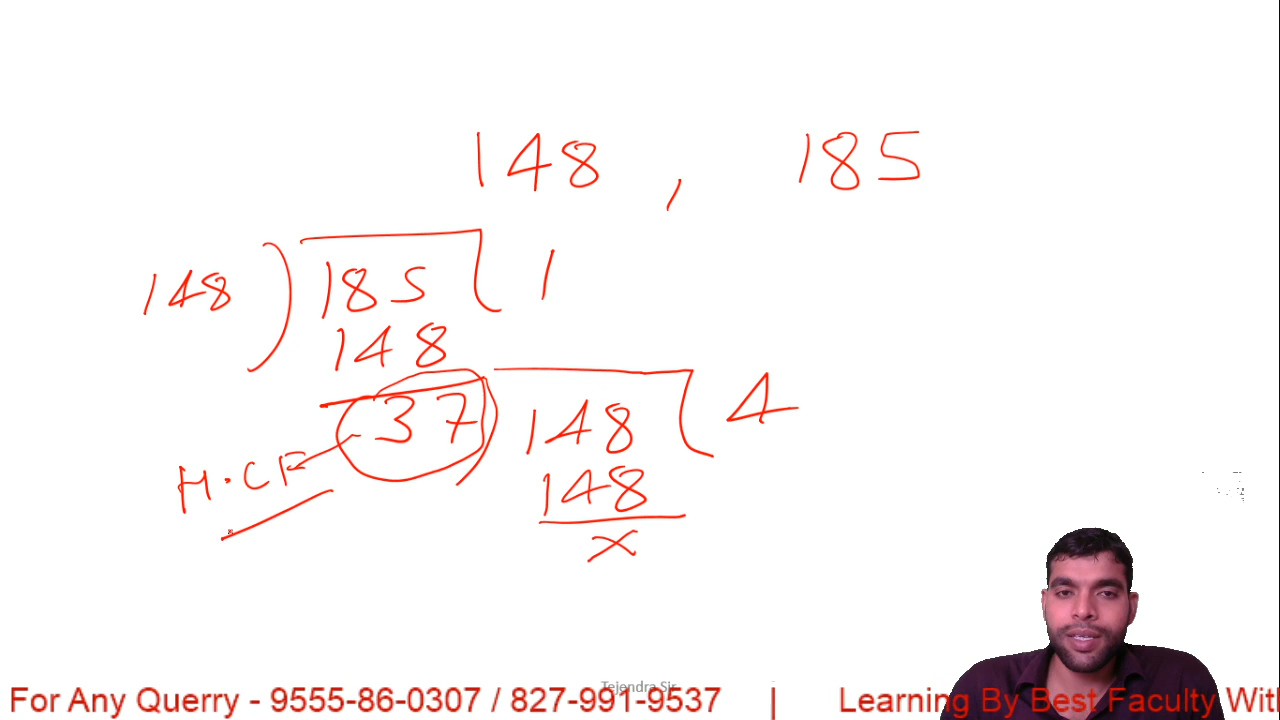 148 , 185
148 ) 185 ( 1
148
37 ) 148 ( 4
H.CF
148
x
Tejendra Sir
For Any Querry - 9555-86-0307 / 827-991-9537 | Learning By Best Faculty Wit